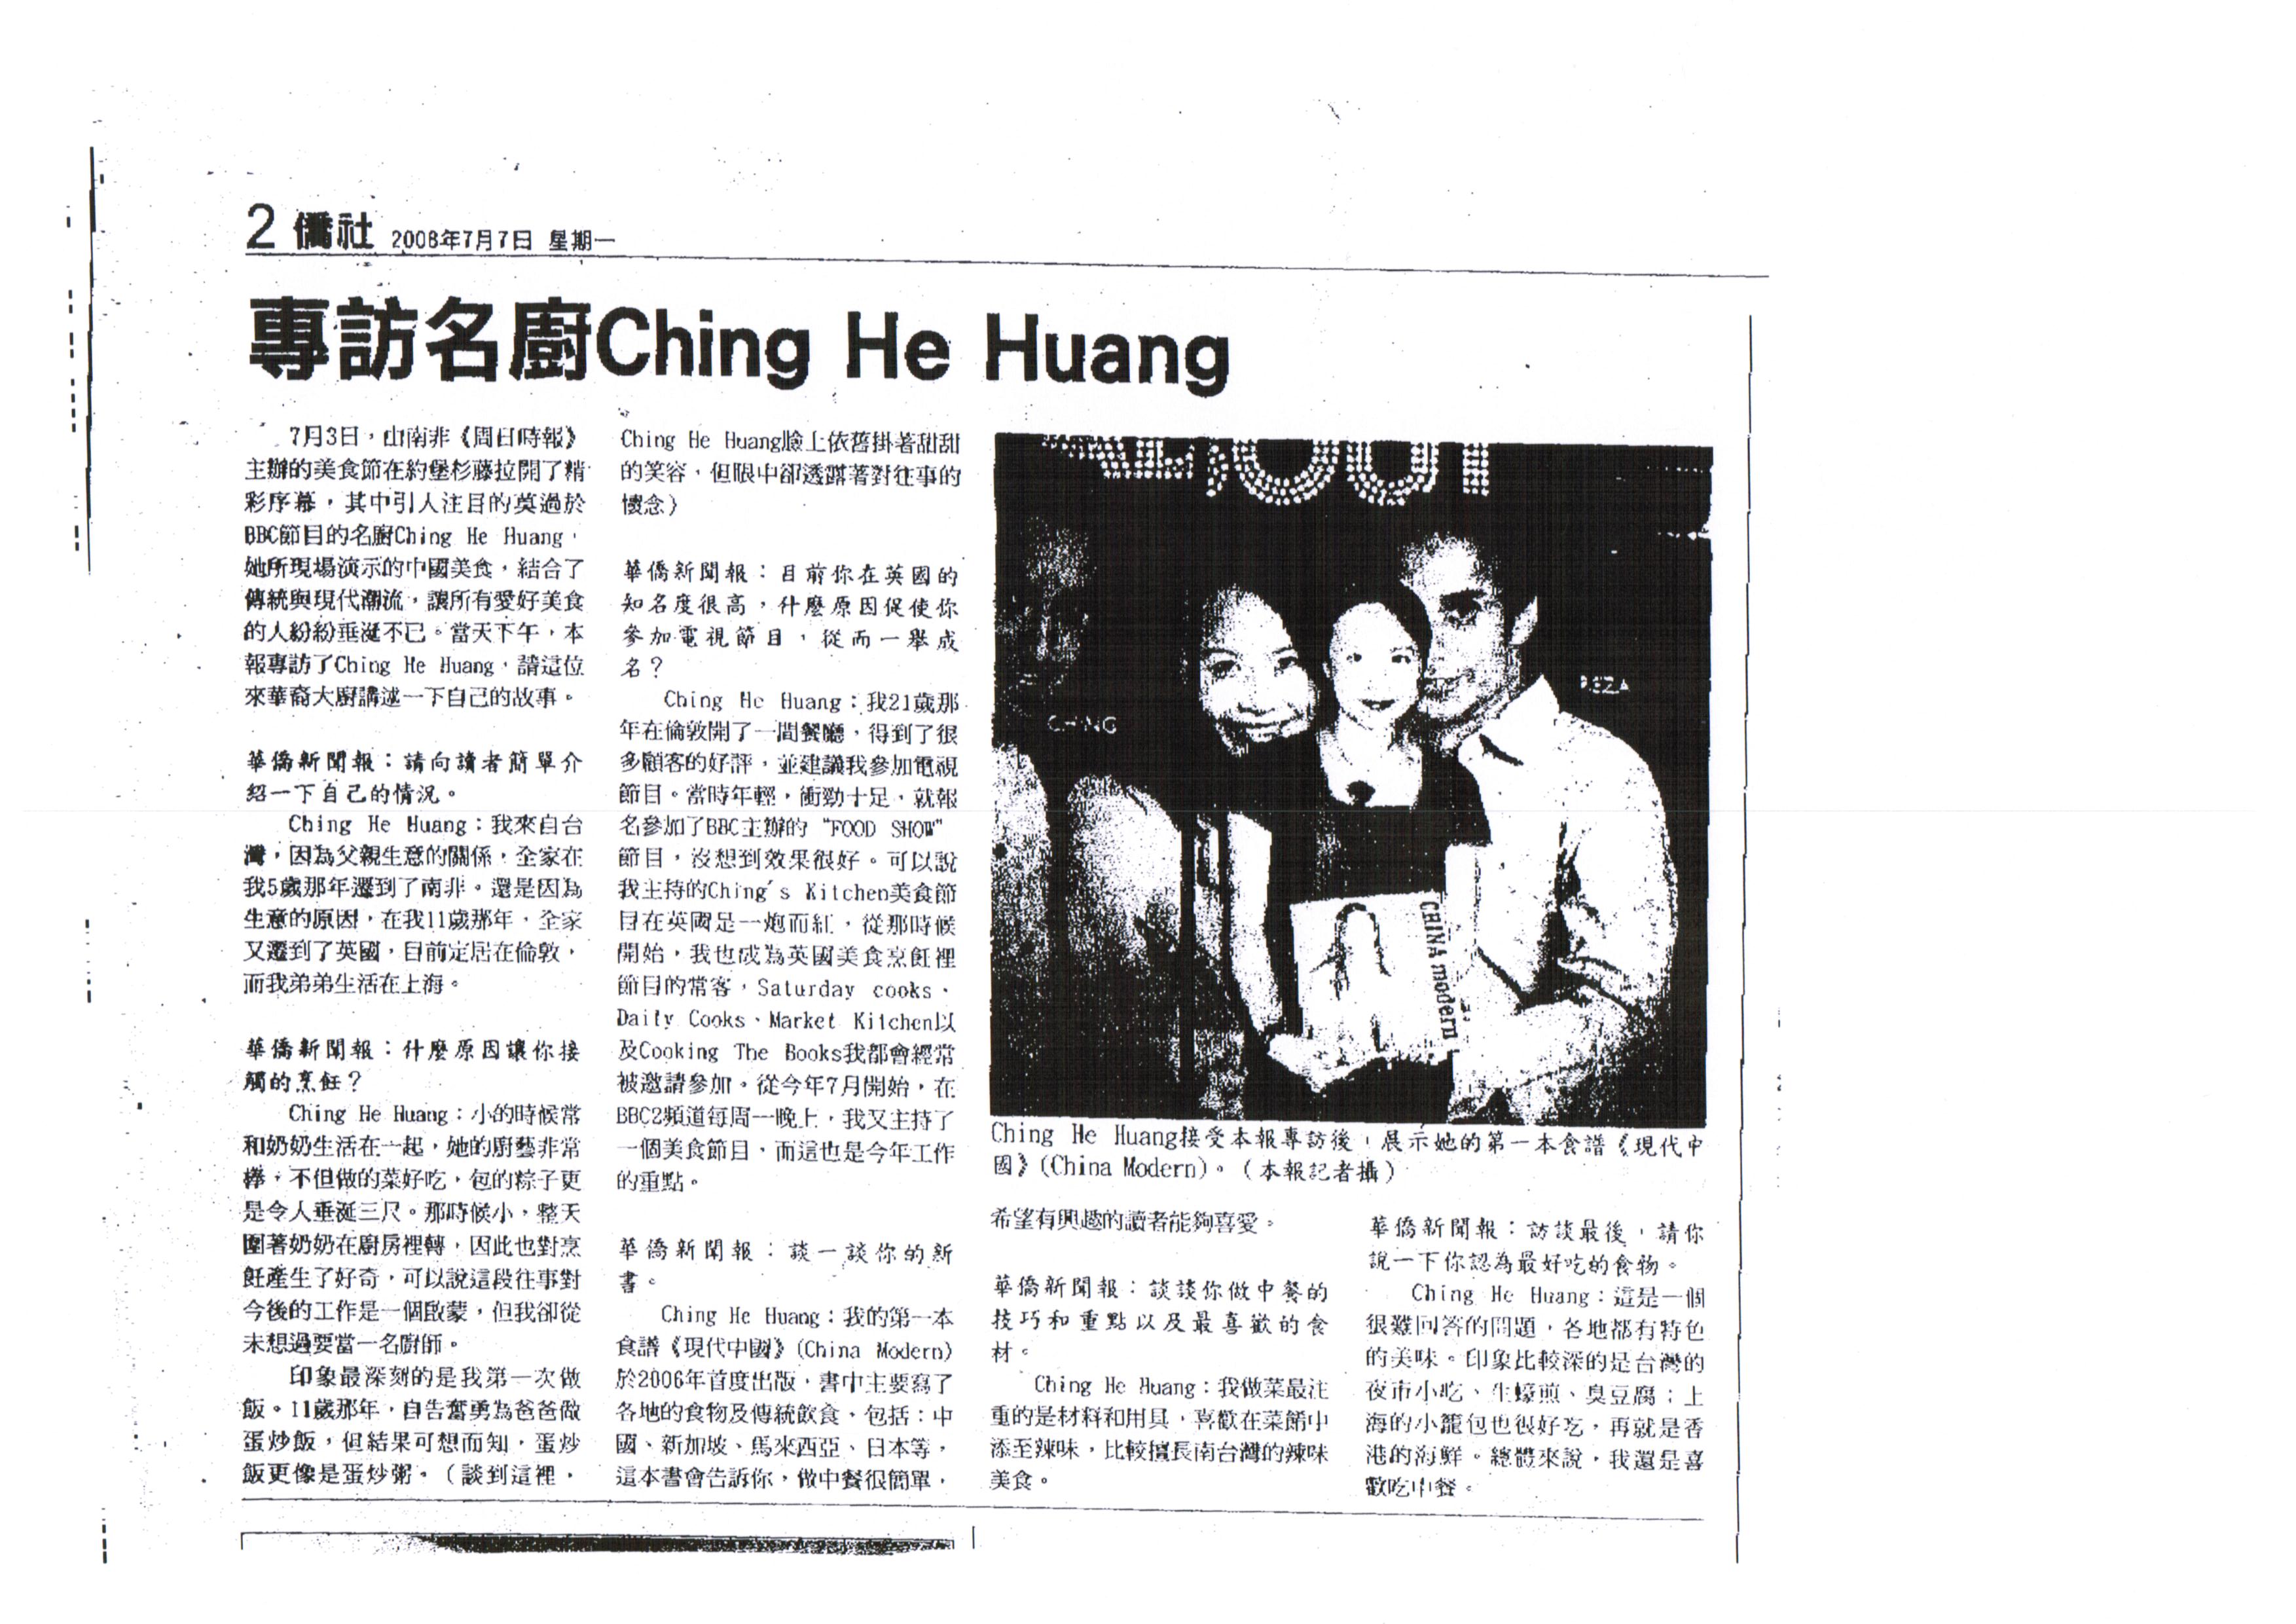 2 僑社 2008年7月7日 星期一
專訪名廚Ching He Huang
7月3日，由南非《周日時報》
主辦的美食節在約堡杉藤拉開了精
彩序幕，其中引人注目的莫過於
BBC節目的名廚Ching He Huang，
她所現場演示的中國美食，結合了
傳統與現代潮流，讓所有愛好美食
的人紛紛垂涎不已。當天下午，本
報專訪了Ching He Huang，請這位
來華裔大廚講述一下自己的故事。
華僑新聞報：請向讀者簡單介
紹一下自己的情況。
Ching He Huang：我來自台
灣，因為父親生意的關係，全家在
我5歲那年遷到了南非。還是因為
生意的原因，在我11歲那年，全家
又遷到了英國，目前定居在倫敦，
而我弟弟生活在上海。
華僑新聞報：什麼原因讓你接
觸的烹飪？
Ching He Huang：小的時候常
和奶奶生活在一起，她的廚藝非常
棒，不但做的菜好吃，包的粽子更
是令人垂涎三尺。那時候小，整天
圍著奶奶在廚房裡轉，因此也對烹
飪產生了好奇，可以說這段往事對
今後的工作是一個啟蒙，但我卻從
未想過要當一名廚師。
印象最深刻的是我第一次做
飯。11歲那年，自告奮勇為爸爸做
蛋炒飯，但結果可想而知，蛋炒
飯更像是蛋炒粥。（談到這裡，
Ching He Huang臉上依舊掛著甜甜
的笑容，但眼中卻透露著對往事的
懷念）
華僑新聞報：目前你在英國的
知名度很高，什麼原因促使你
參加電視節目，從而一舉成
名？
Ching He Huang：我21歲那
年在倫敦開了一間餐廳，得到了很
多顧客的好評，並建議我參加電視
節目。當時年輕，衝勁十足，就報
名參加了BBC主辦的“FOOD SHOW”
節目，沒想到效果很好。可以說
我主持的Ching's Kitchen美食節
目在英國是一炮而紅，從那時候
開始，我也成為英國美食烹飪裡
節目的常客，Saturday cooks、
Daily Cooks、Market Kitchen以
及Cooking The Books我都會經常
被邀請參加。從今年7月開始，在
BBC2頻道每周一晚上，我又主持了
一個美食節目，而這也是今年工作
的重點。
華僑新聞報：談一談你的新
書。
Ching He Huang：我的第一本
食譜《現代中國》(China Modern)
於2006年首度出版，書中主要寫了
各地的食物及傳統飲食，包括：中
國、新加坡、馬來西亞、日本等，
這本書會告訴你，做中餐很簡單，
CHING
REZA
CHINA modern
Ching He Huang接受本報專訪後，展示她的第一本食譜《現代中
國》(China Modern)。（本報記者攝）
希望有興趣的讀者能夠喜愛。
華僑新聞報：談談你做中餐的
技巧和重點以及最喜歡的食
材。
Ching He Huang：我做菜最注
重的是材料和用具，喜歡在菜餚中
添至辣味，比較擅長南台灣的辣味
美食。
華僑新聞報：訪談最後，請你
說一下你認為最好吃的食物。
Ching He Huang：這是一個
很難回答的問題，各地都有特色
的美味。印象比較深的是台灣的
夜市小吃、生蠔煎、臭豆腐；上
海的小籠包也很好吃，再就是香
港的海鮮。總體來說，我還是喜
歡吃中餐。